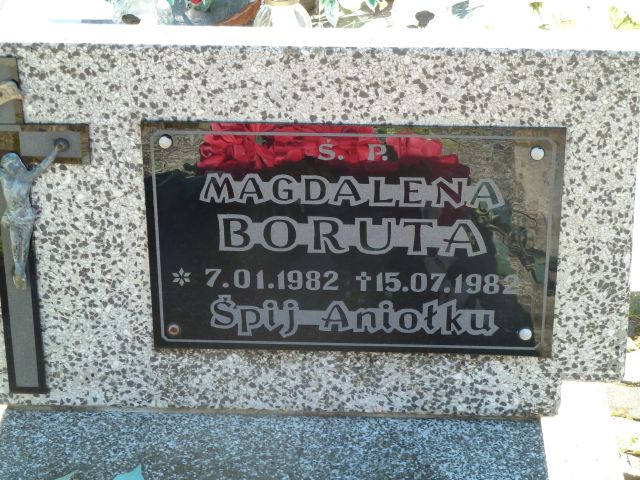 Ś. P.
MAGDALENA
BORUTA
* 7.01.1982 †15.07.1982
Śpij Aniołku